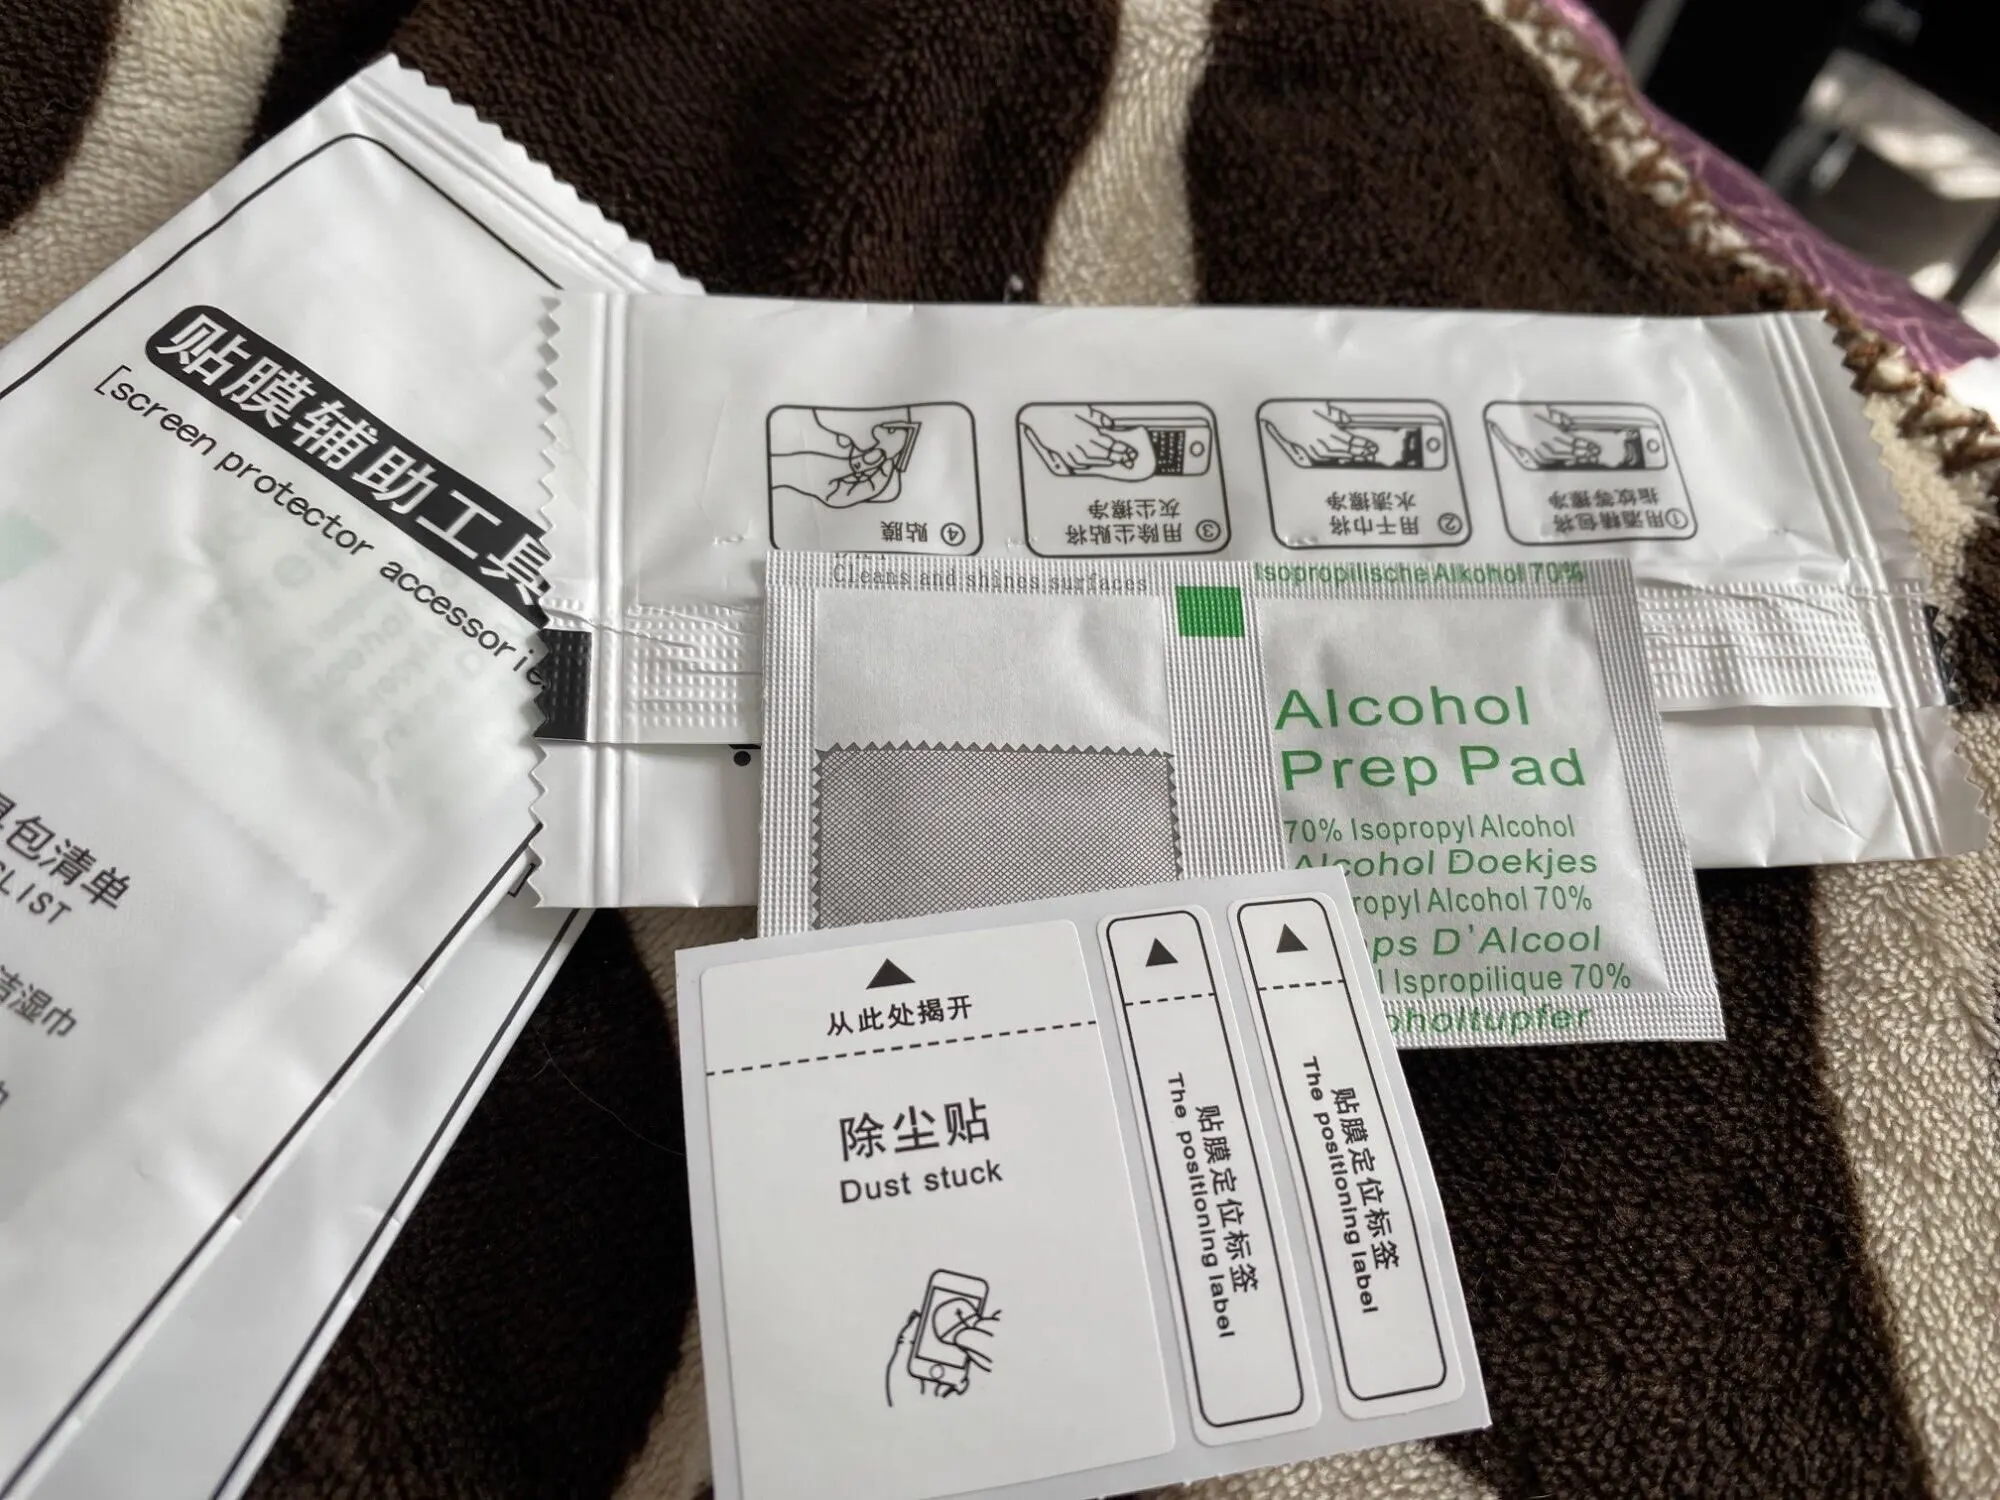 贴膜辅助工具
[screen protector accessorie
包清单
LIST
洁湿巾
①用酒精包将
指纹等擦净
②用干巾将
水渍擦净
③用除尘贴将
灰尘擦净
④贴膜
Cleans and shines surfaces
Isopropilische Alkohol 70%
Alcohol
Prep Pad
70% Isopropyl Alcohol
Alcohol Doekjes
ropyl Alcohol 70%
ps D'Alcool
l Ispropilique 70%
oholtupfer
从此处揭开
除尘贴
Dust stuck
贴膜定位标签
The positioning label
贴膜定位标签
The positioning label